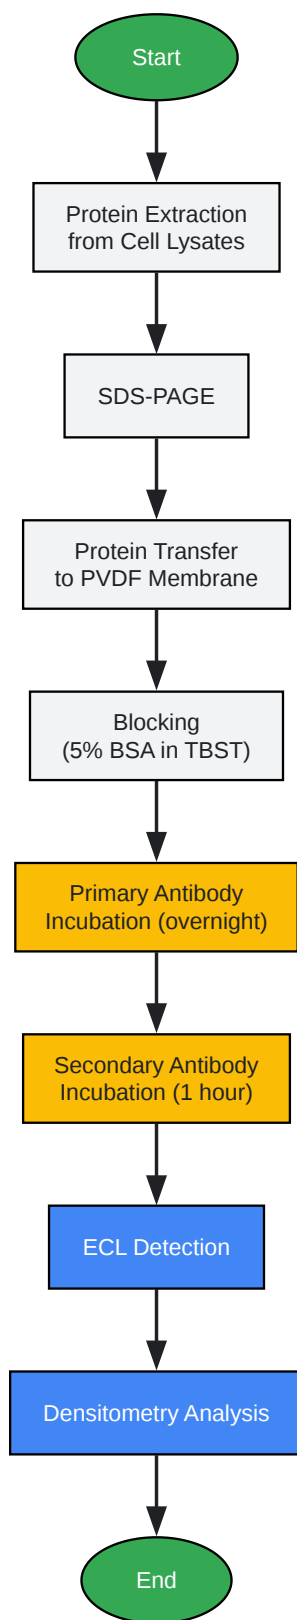 Start
Protein Extraction
from Cell Lysates
SDS-PAGE
Protein Transfer
to PVDF Membrane
Blocking
(5% BSA in TBST)
Primary Antibody
Incubation (overnight)
Secondary Antibody
Incubation (1 hour)
ECL Detection
Densitometry Analysis
End